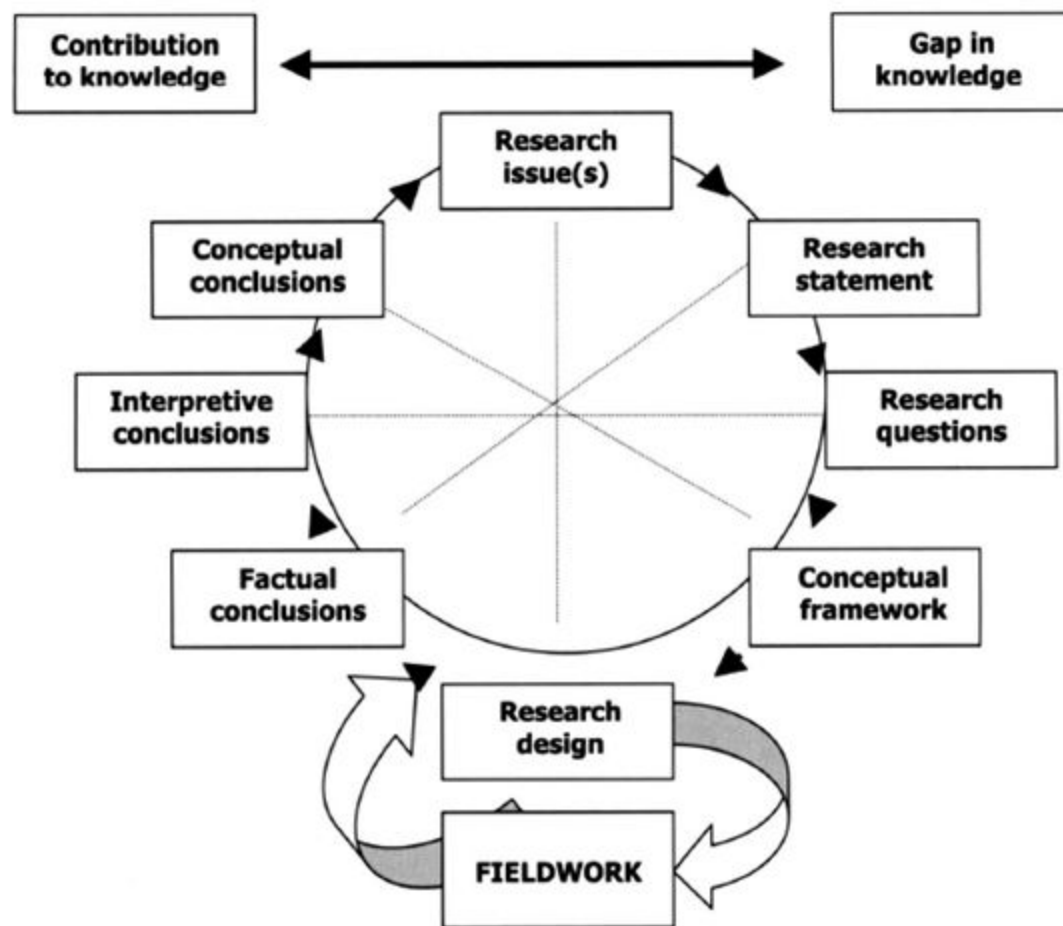 Contribution
to knowledge
Gap in
knowledge
Research
issue(s)
Conceptual
conclusions
Research
statement
Interpretive
conclusions
Research
questions
Factual
conclusions
Conceptual
framework
Research
design
FIELDWORK